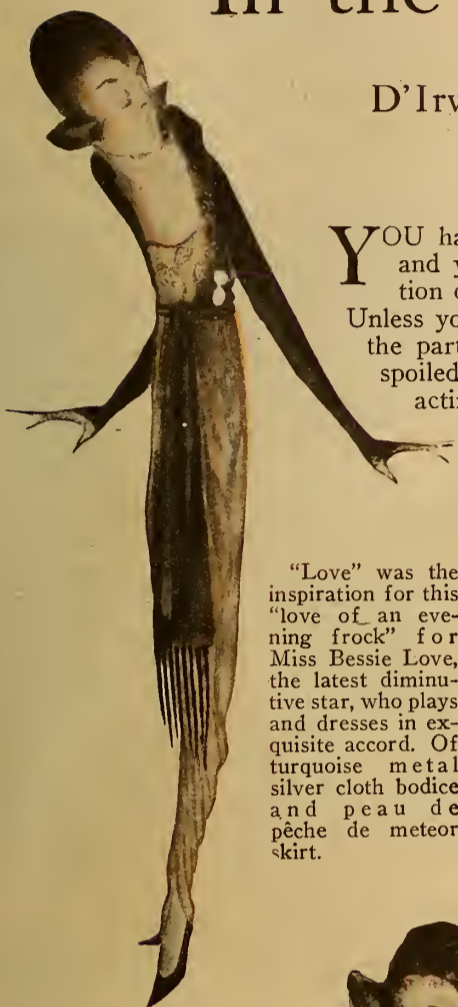 In the
D'Irv
YOU ha
and y
tion o
Unless yo
the part
spoiled
acti
"Love" was the
inspiration for this
"love of an eve-
ning frock" for
Miss Bessie Love,
the latest diminu-
tive star, who plays
and dresses in ex-
quisite accord. Of
turquoise metal
silver cloth bodice
and peau de
pêche de meteor
skirt.